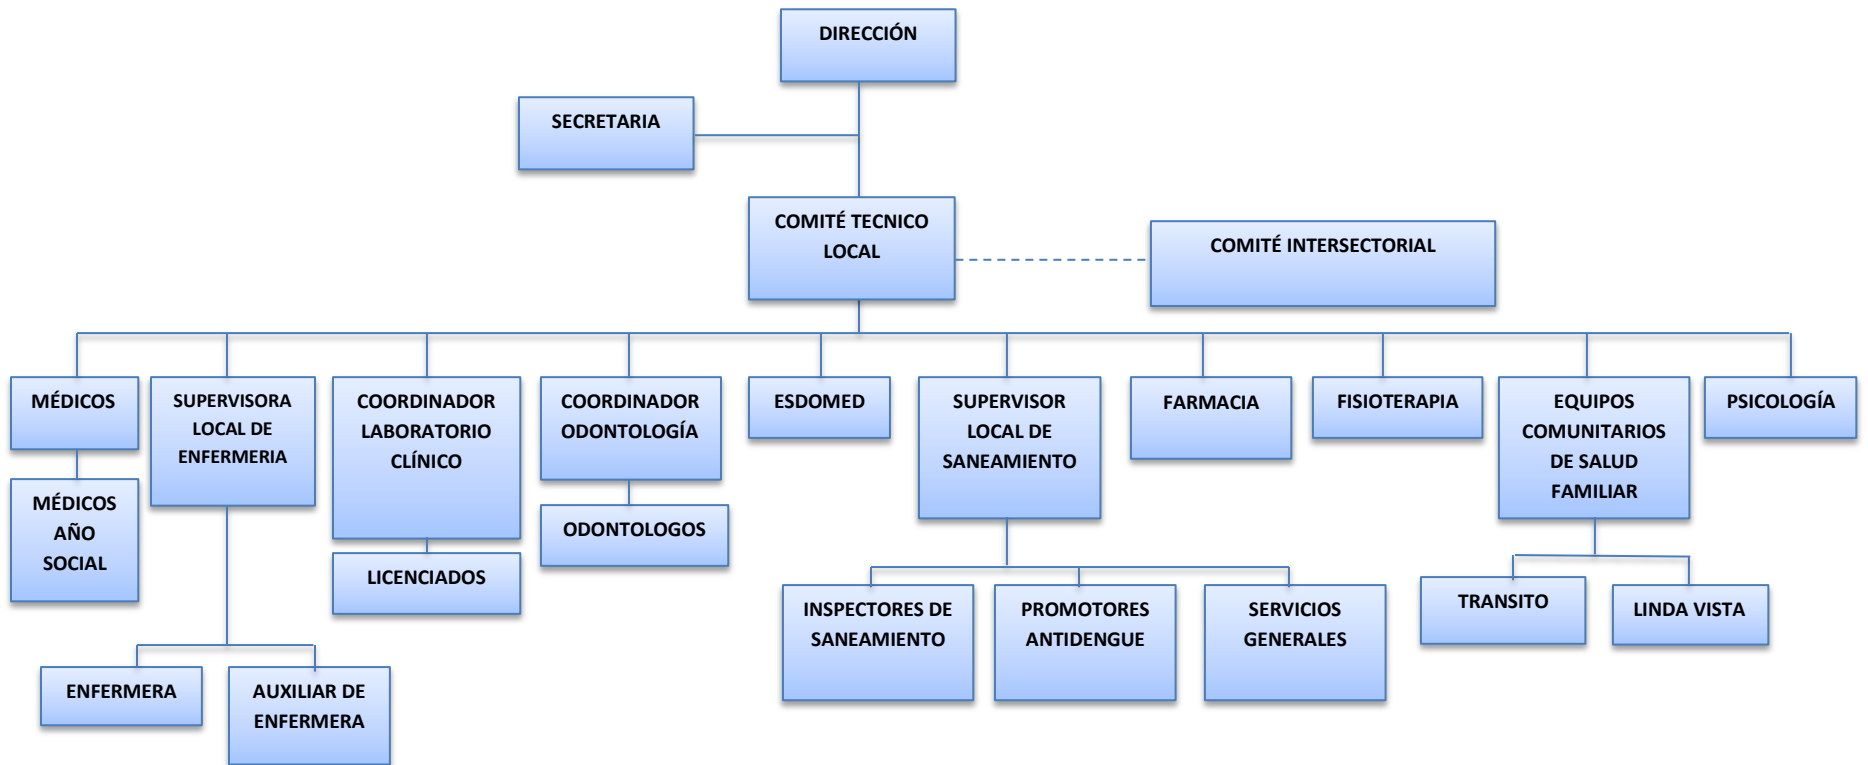 DIRECCIÓN
SECRETARIA
COMITÉ TECNICO
LOCAL
COMITÉ INTERSECTORIAL
MÉDICOS
SUPERVISORA
LOCAL DE
ENFERMERIA
COORDINADOR
LABORATORIO
CLÍNICO
COORDINADOR
ODONTOLOGÍA
ESDOMED
SUPERVISOR
LOCAL DE
SANEAMIENTO
FARMACIA
FISIOTERAPIA
EQUIPOS
COMUNITARIOS
DE SALUD
FAMILIAR
PSICOLOGÍA
MÉDICOS
AÑO
SOCIAL
LICENCIADOS
ODONTOLOGOS
INSPECTORES DE
SANEAMIENTO
PROMOTORES
ANTIDENGUE
SERVICIOS
GENERALES
TRANSITO
LINDA VISTA
ENFERMERA
AUXILIAR DE
ENFERMERA